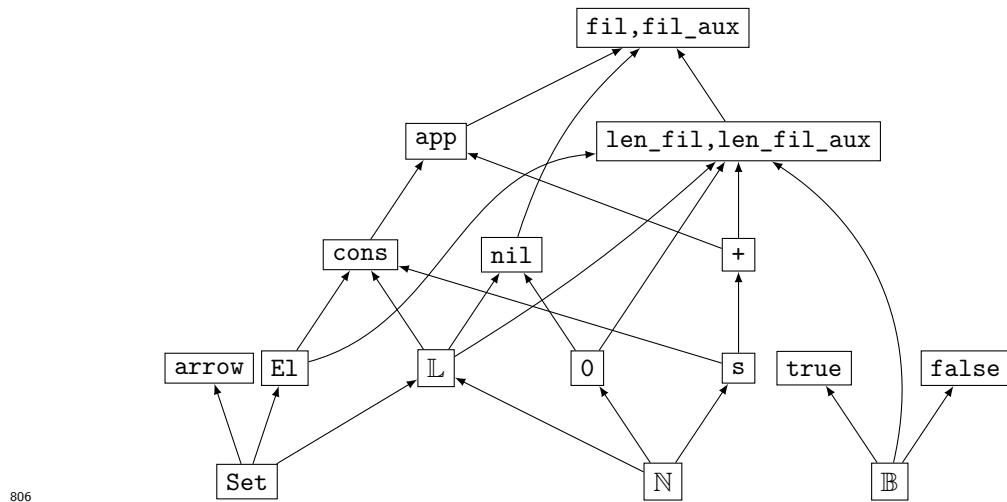 fil,fil_aux
app
len_fil,len_fil_aux
cons
nil
+
arrow
El
𝕃
0
s
true
false
806
Set
ℕ
𝔹